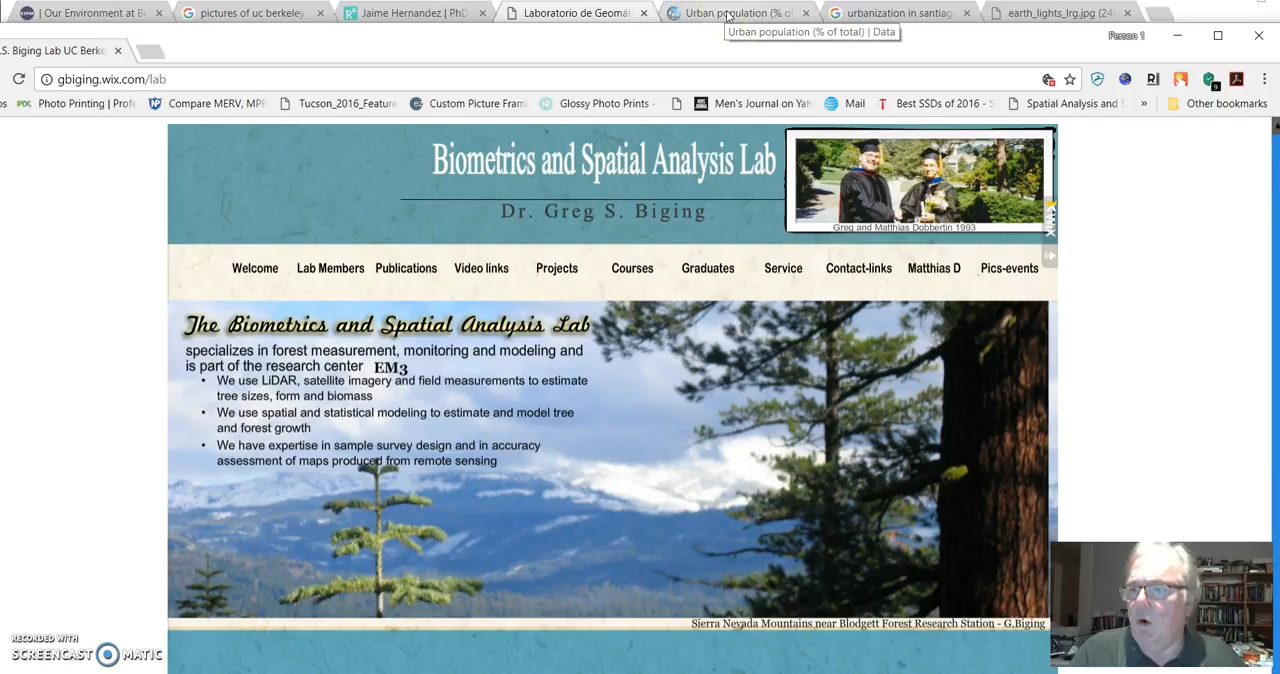 | Our Environment at Be
pictures of uc berkeley
Jaime Hernandez | PhD
Laboratorio de Geomát
Urban population (% of
urbanization in santiag
earth_lights_lrg.jpg (24
Urban population (% of total) | Data
Person 1
.S. Biging Lab UC Berke
gbiging.wix.com/lab
ps
PIX Photo Printing | Profe
NP Compare MERV, MPR
Tucson_2016_Feature
Custom Picture Fram
Glossy Photo Prints -
Men's Journal on Yah
Mail
T Best SSDs of 2016 - S
Spatial Analysis and S
»
Other bookmarks
Biometrics and Spatial Analysis Lab
Dr. Greg S. Biging
Greg and Matthias Dobbertin 1993
WIX
Welcome Lab Members Publications Video links Projects Courses Graduates Service Contact-links Matthias D Pics-events
The Biometrics and Spatial Analysis Lab
specializes in forest measurement, monitoring and modeling and
is part of the research center EM3
• We use LiDAR, satellite imagery and field measurements to estimate
tree sizes, form and biomass
• We use spatial and statistical modeling to estimate and model tree
and forest growth
• We have expertise in sample survey design and in accuracy
assessment of maps produced from remote sensing
Sierra Nevada Mountains near Blodgett Forest Research Station - G.Biging
RECORDED WITH
SCREENCAST MATIC